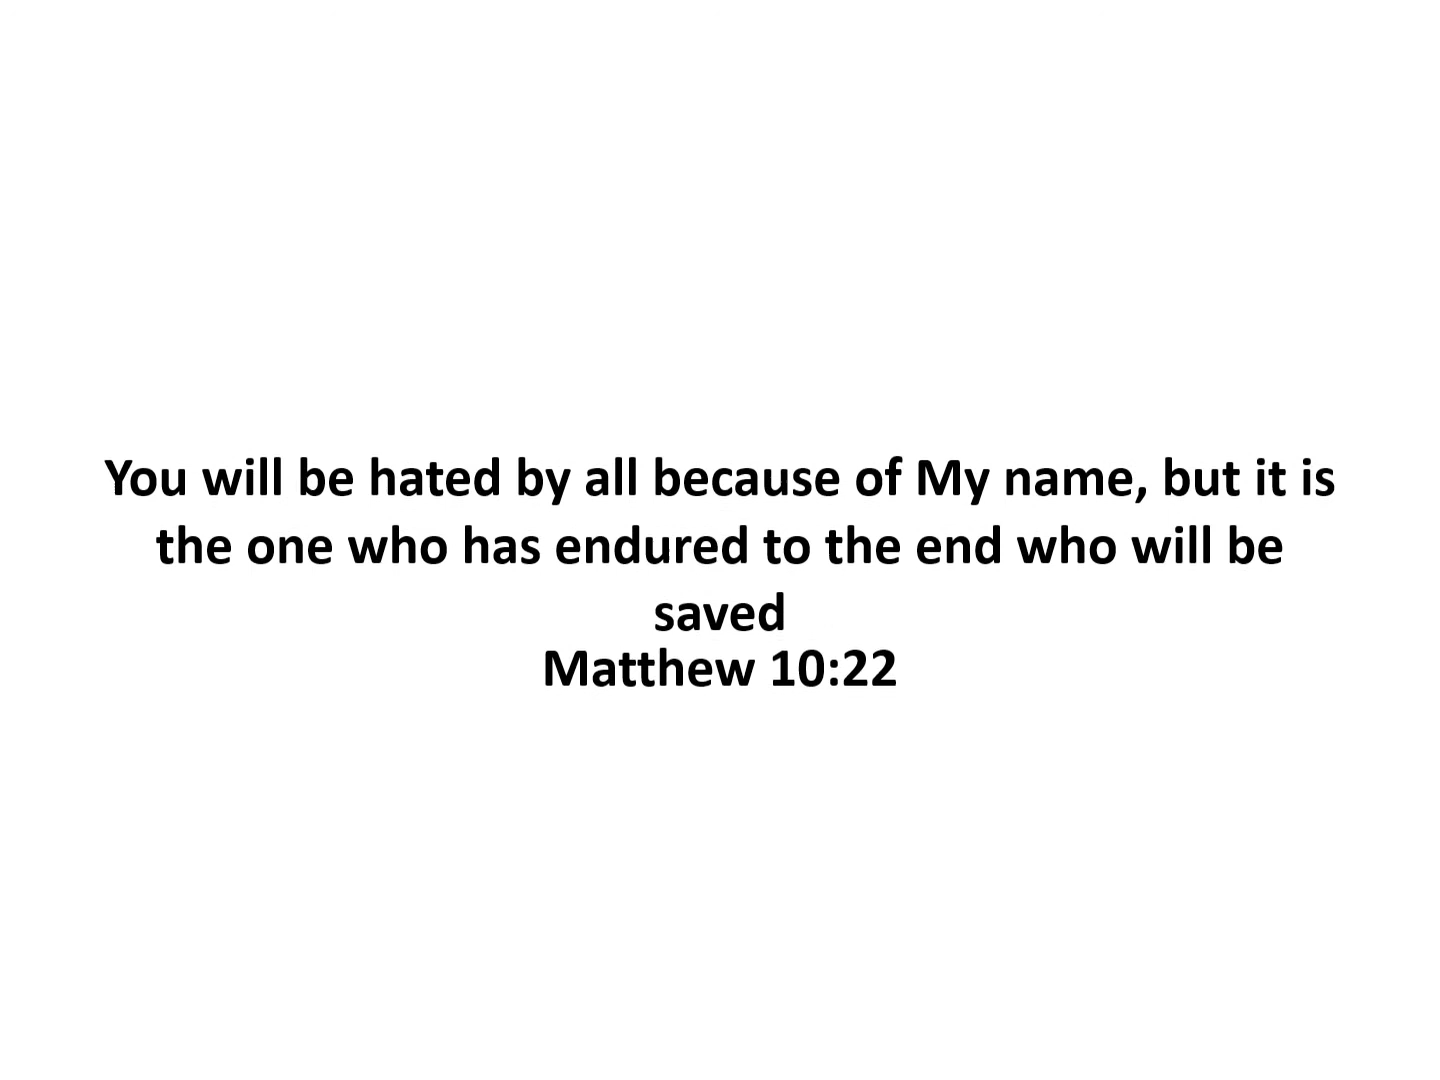 You will be hated by all because of My name, but it is
the one who has endured to the end who will be
saved
Matthew 10:22